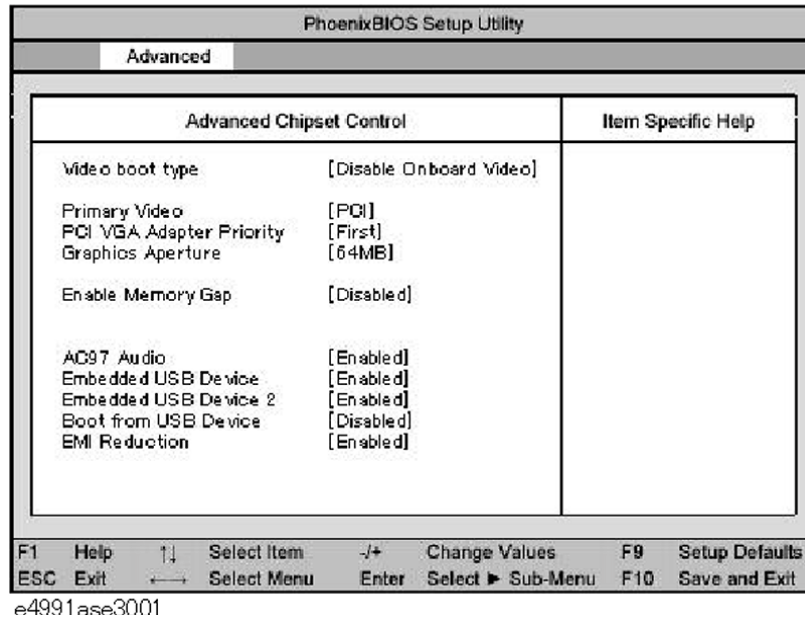 PhoenixBIOS Setup Utility
Advanced
Advanced Chipset Control
Item Specific Help
Video boot type [Disable Onboard Video]
Primary Video [PCI]
PCI VGA Adapter Priority [First]
Graphics Aperture [64MB]
Enable Memory Gap [Disabled]
AC97 Audio [Enabled]
Embedded USB Device [Enabled]
Embedded USB Device 2 [Enabled]
Boot from USB Device [Disabled]
EMI Reduction [Enabled]
F1 Help ↑↓ Select Item -/+ Change Values F9 Setup Defaults
ESC Exit ←→ Select Menu Enter Select ► Sub-Menu F10 Save and Exit
e4991ase3001